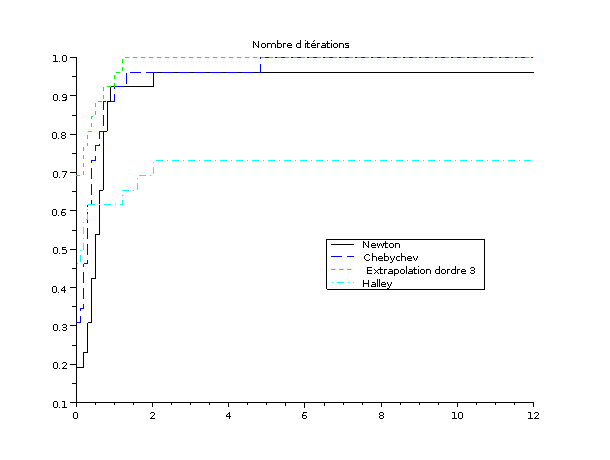 Nombre ditérations
1.0
0.9
0.8
0.7
0.6
0.5
0.4
0.3
0.2
0.1
0 2 4 6 8 10 12
Newton
Chebychev
Extrapolation dordre 3
Halley